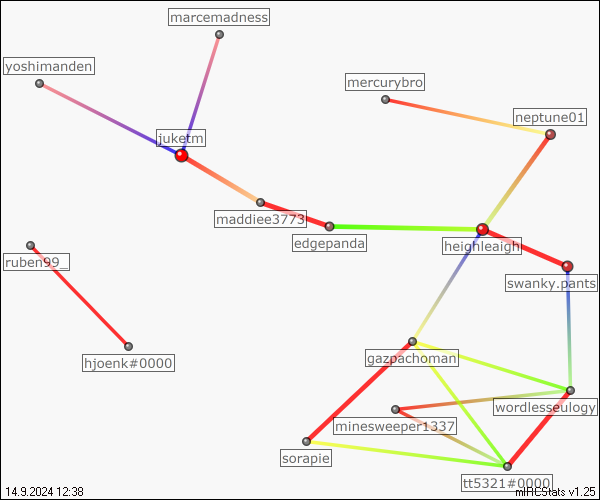 marcemadness
yoshimanden
mercurybro
neptune01
juketm
maddiee3773
edgepanda
heighleaigh
ruben99_
swanky.pants
hjoenk#0000
gazpachoman
wordlesseulogy
minesweeper1337
sorapie
tt5321#0000
14.9.2024 12:38
mIRCStats v1.25